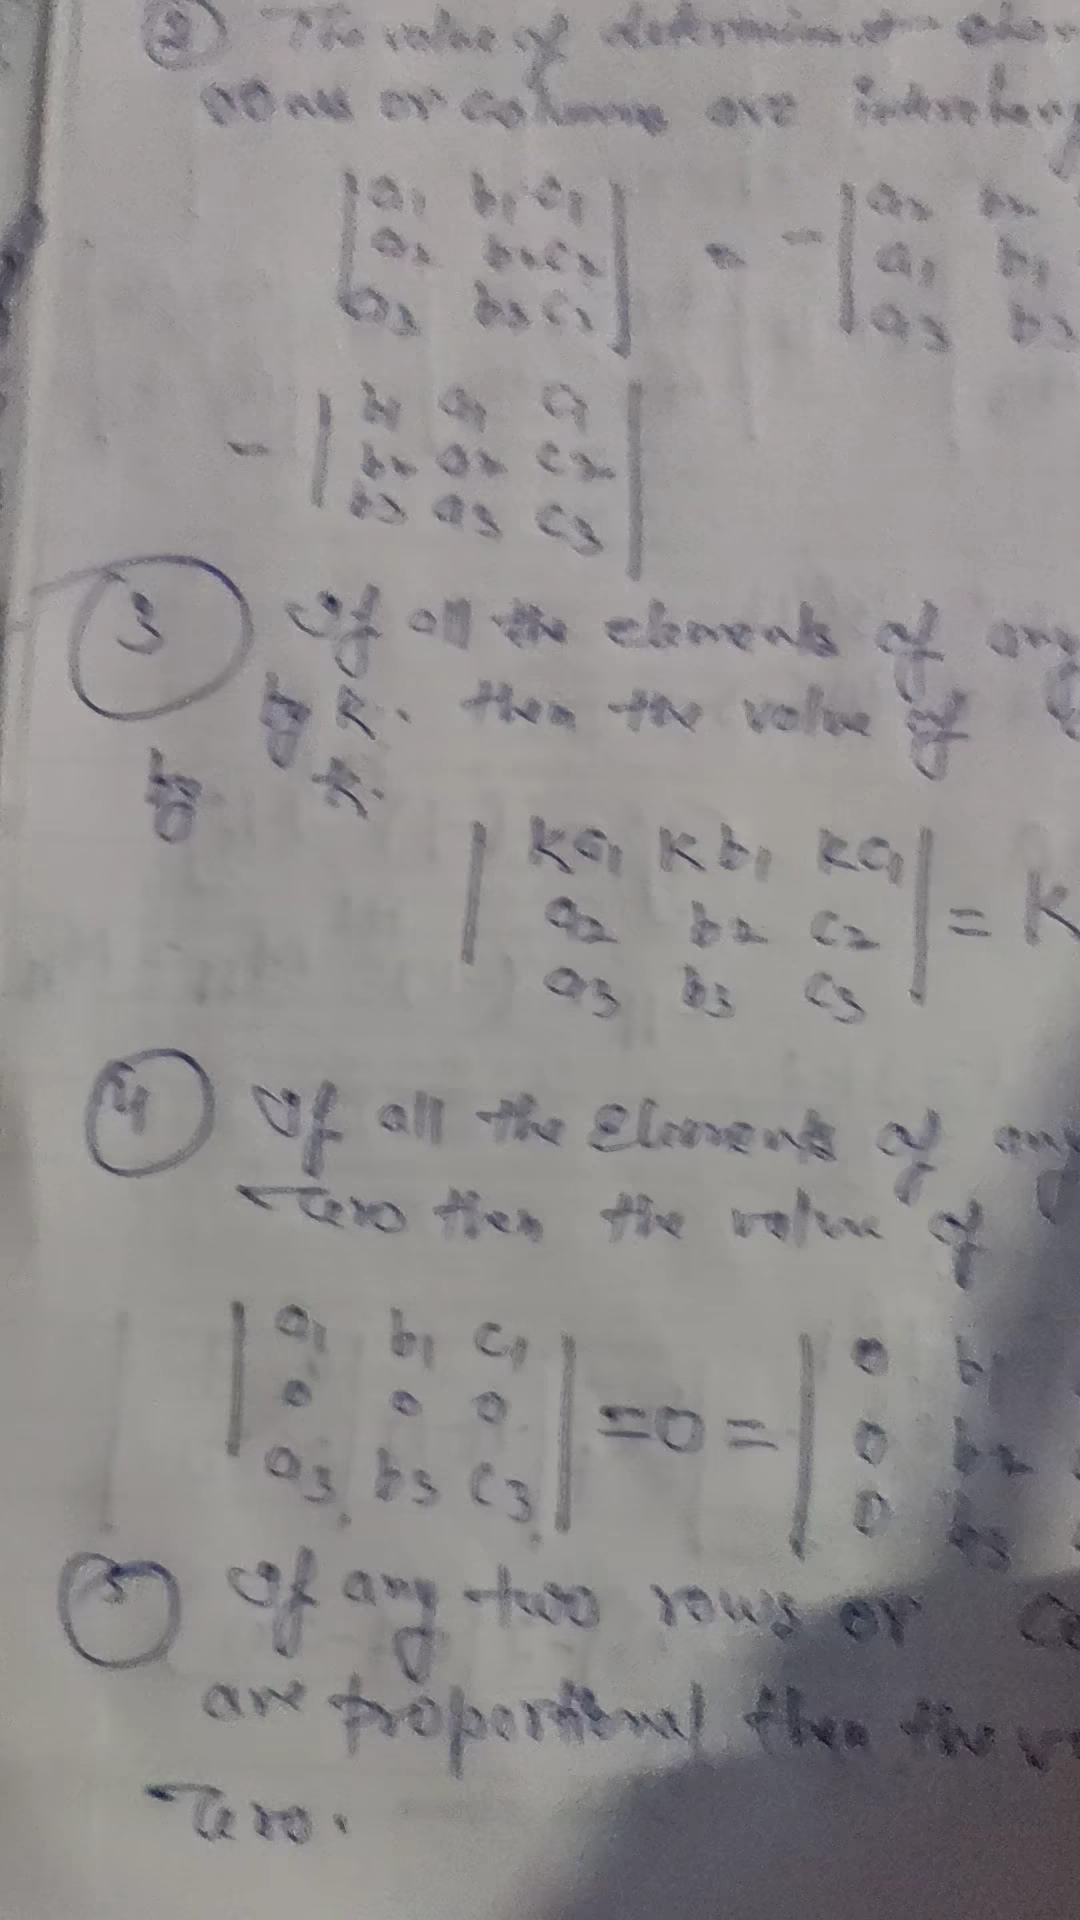 ② The value of determinant
rows or columns are
| a1 b1 c1 | = - | a2 b2
| a2 b2 c2 | | a1 b1
| a3 b3 c3 | | a3 b3
- | b1 a1 c1 |
| b2 a2 c2 |
| b3 a3 c3 |
③ If all the elements of any
by k. then the value of
by k.
| ka1 kb1 kc1 |
| a2 b2 c2 | = K
| a3 b3 c3 |
④ If all the Elements of any
Zero then the value of
| a1 b1 c1 | | 0 b1
| 0 0 0 | =0= | 0 b2
| a3 b3 c3 | | 0 b3
⑤ If any two rows or
are proportional then the
Zero.